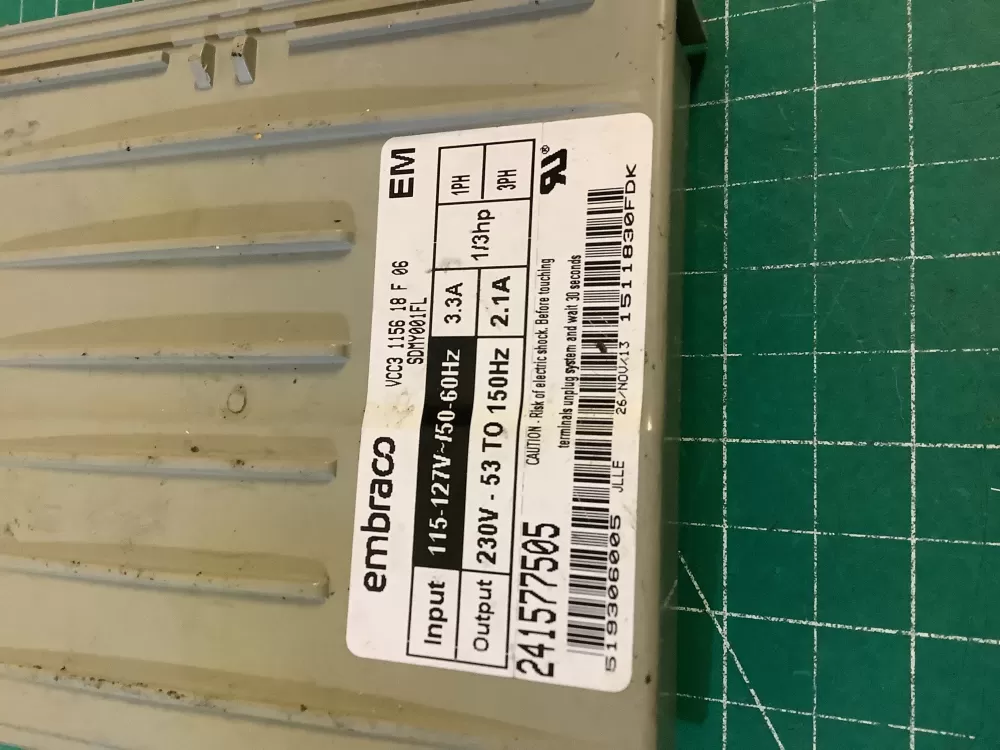 embraco
VCC3 1156 18 F 06
SDMY001FL
EM
Input 115-127V~/50-60Hz 3.3A 1/3hp 1PH
Output 230V - 53 TO 150Hz 2.1A 3PH
CAUTION - Risk of electric shock. Before touching
terminals unplug system and wait 30 seconds
241577505
519306005 JLLE 26/NOV/13 1511830FDK